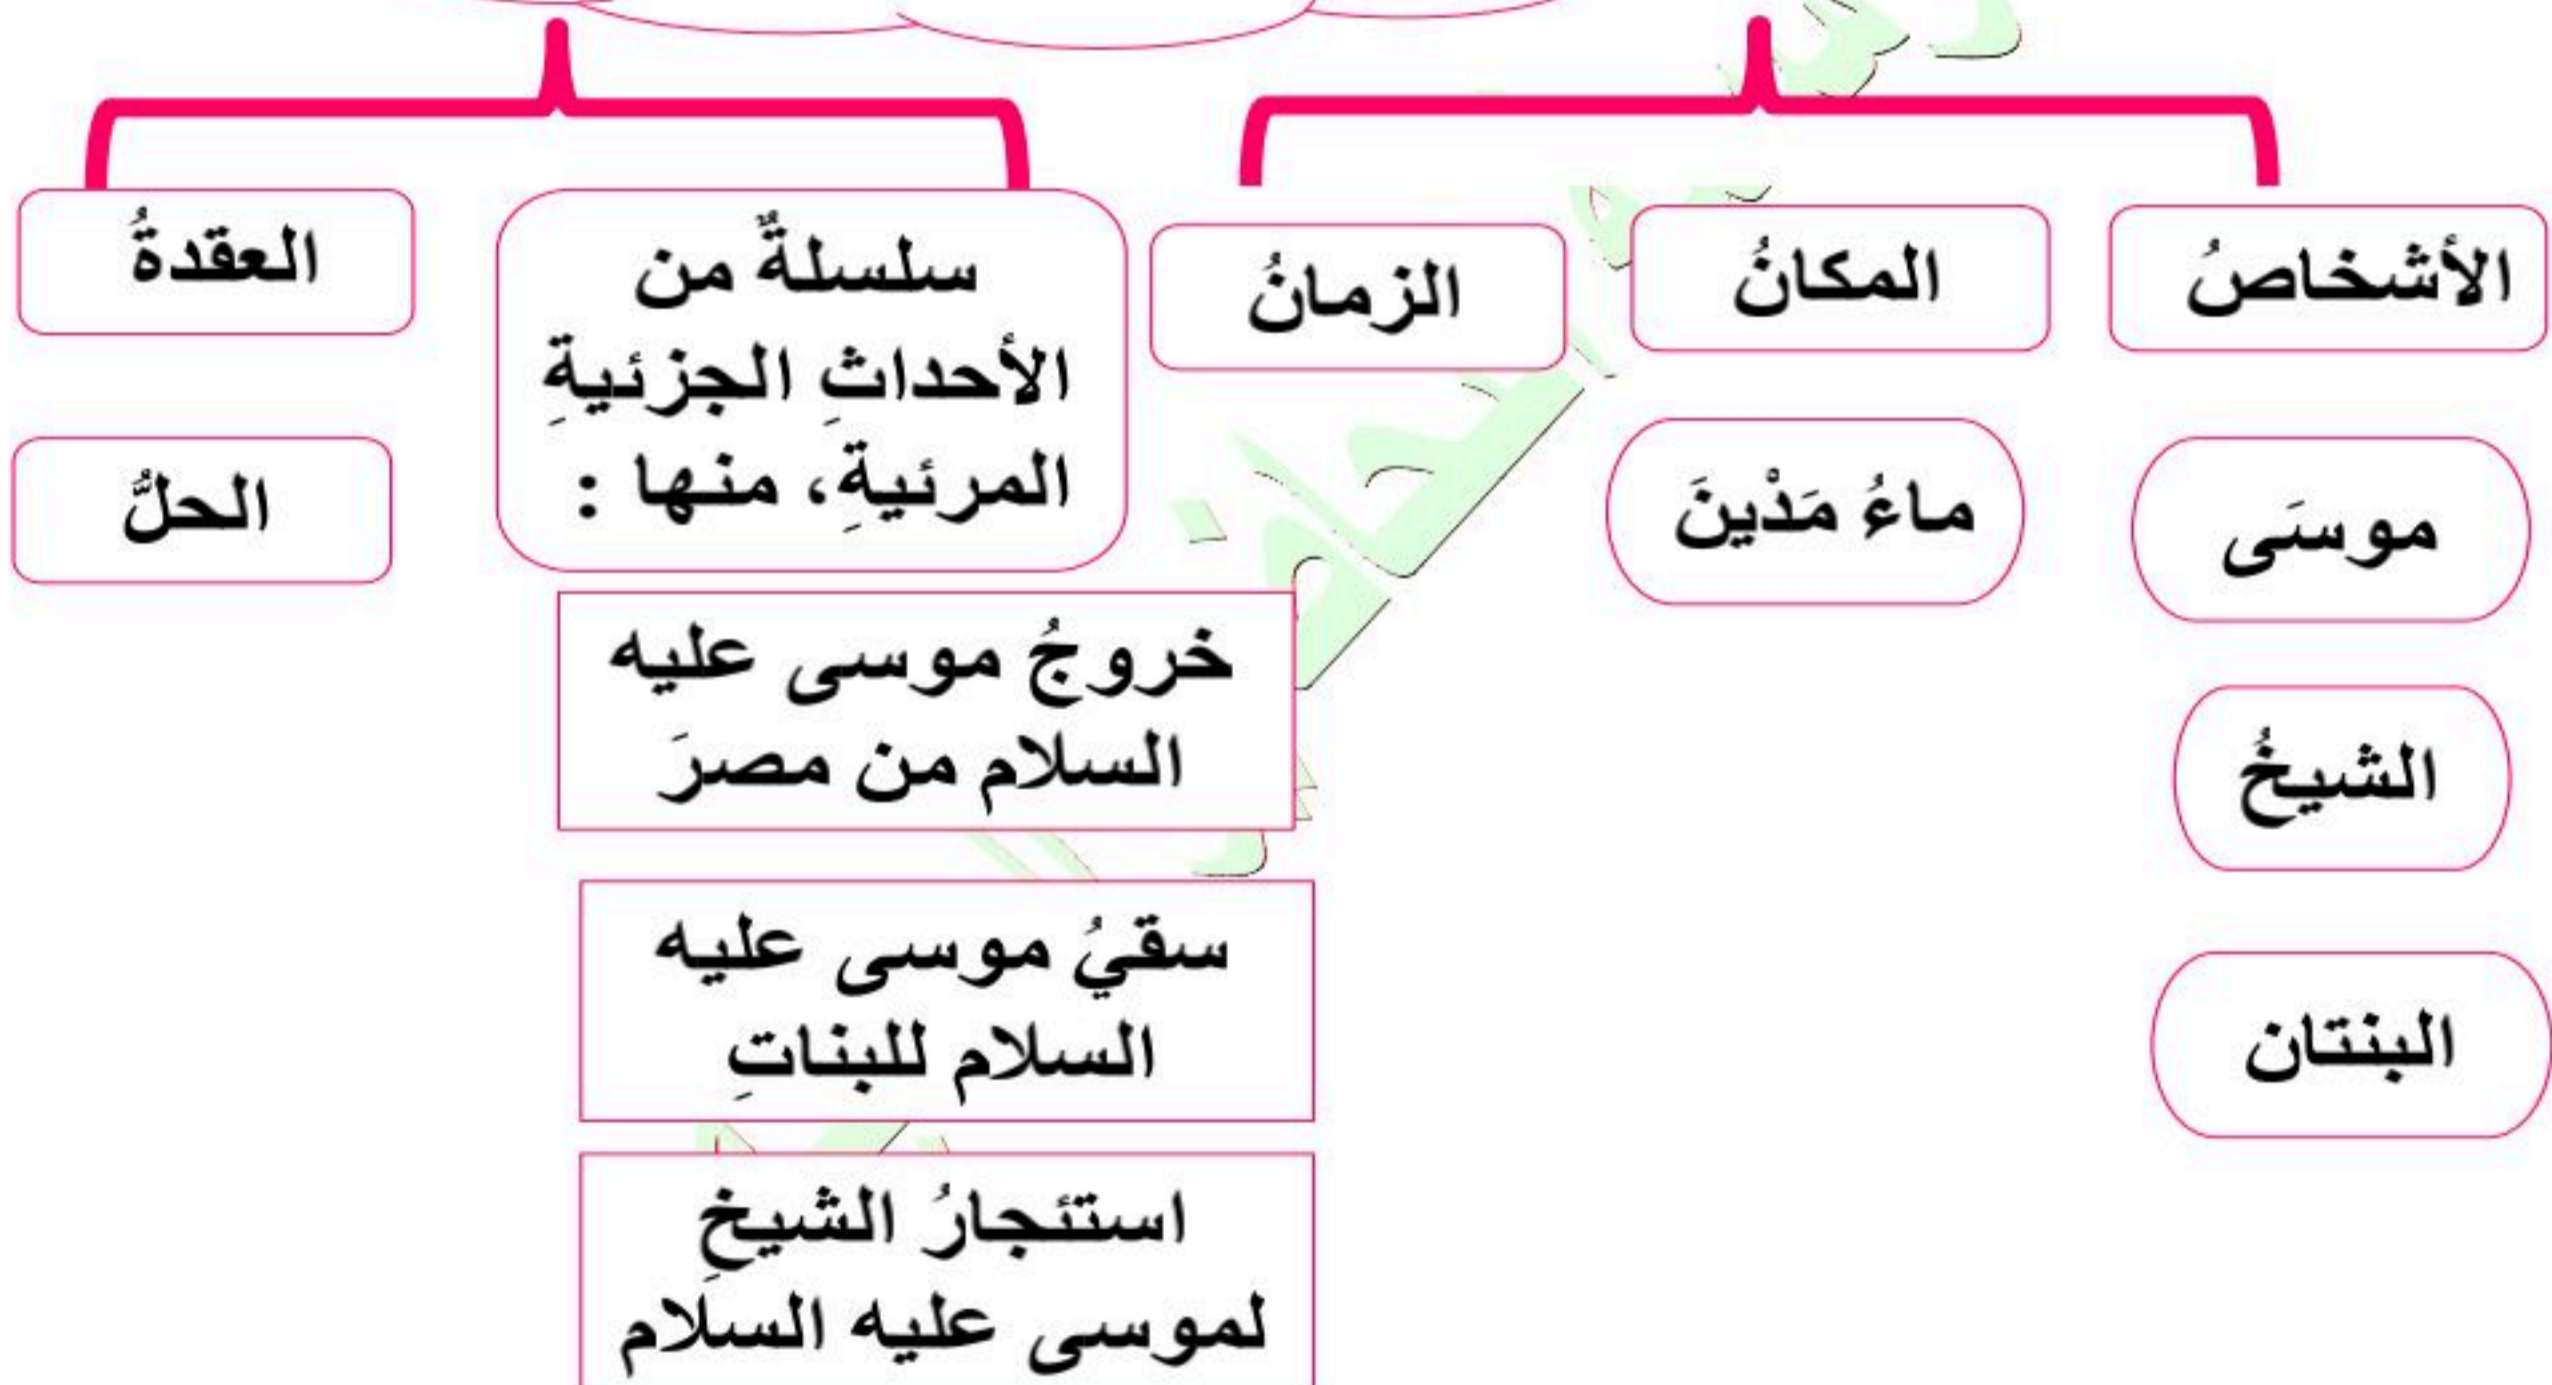 الأشخاصُ
المكانُ
الزمانُ
سلسلةٌ من
الأحداثِ الجزئيةِ
المرئيةِ، منها :
العقدةُ
موسَى
ماءُ مَدْينَ
الحلُّ
الشيخُ
البنتان
خروجُ موسى عليه
السلام من مصرَ
سقيُ موسى عليه
السلام للبناتِ
استئجارُ الشيخِ
لموسى عليه السلام